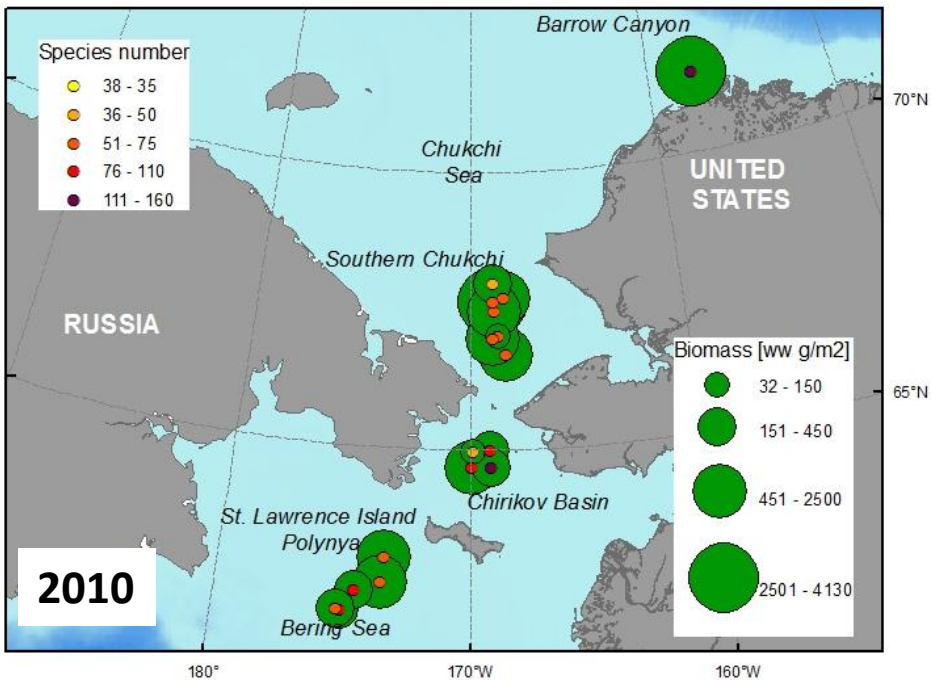 Barrow Canyon
Species number
38 - 35
36 - 50
51 - 75
76 - 110
111 - 160
70°N
Chukchi
Sea
UNITED
STATES
Southern Chukchi
RUSSIA
Biomass [ww g/m2]
32 - 150
151 - 450
451 - 2500
2501 - 4130
65°N
Chirikov Basin
St. Lawrence Island
Polynya
2010
Bering Sea
180°
170°W
160°W